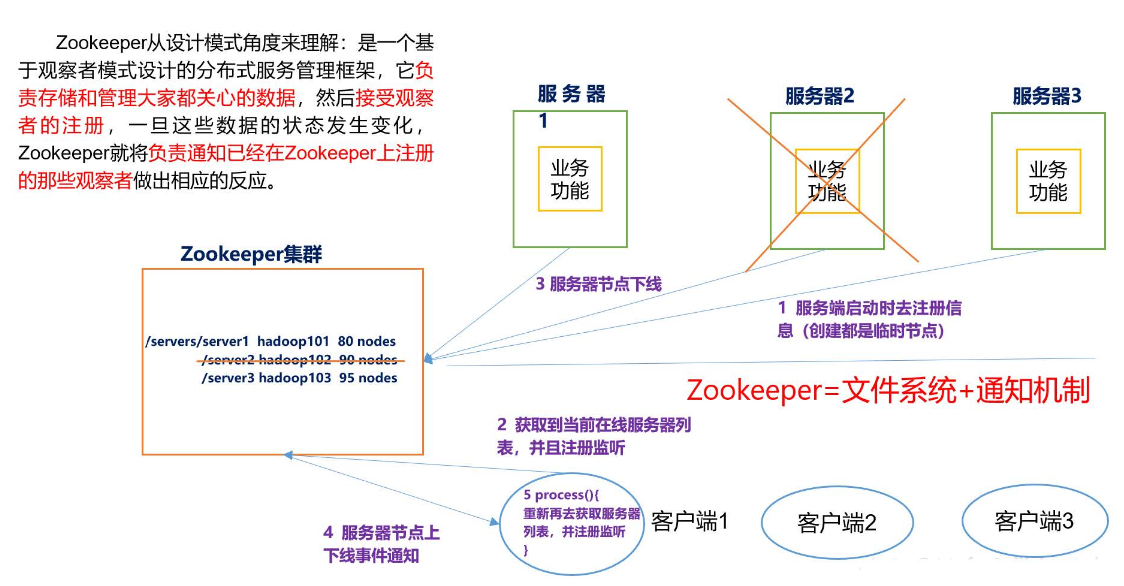 Zookeeper从设计模式角度来理解：是一个基
于观察者模式设计的分布式服务管理框架，它负
责存储和管理大家都关心的数据，然后接受观察
者的注册，一旦这些数据的状态发生变化，
Zookeeper就将负责通知已经在Zookeeper上注册
的那些观察者做出相应的反应。
服务器
1
业务
功能
服务器2
业务
功能
服务器3
业务
功能
Zookeeper集群
/servers/server1 hadoop101 80 nodes
/server2 hadoop102 90 nodes
/server3 hadoop103 95 nodes
3 服务器节点下线
1 服务端启动时去注册信
息（创建都是临时节点）
Zookeeper=文件系统+通知机制
2 获取到当前在线服务器列
表，并且注册监听
5 process(){
重新再去获取服务器
列表，并注册监听
}
客户端1
客户端2
客户端3
4 服务器节点上
下线事件通知